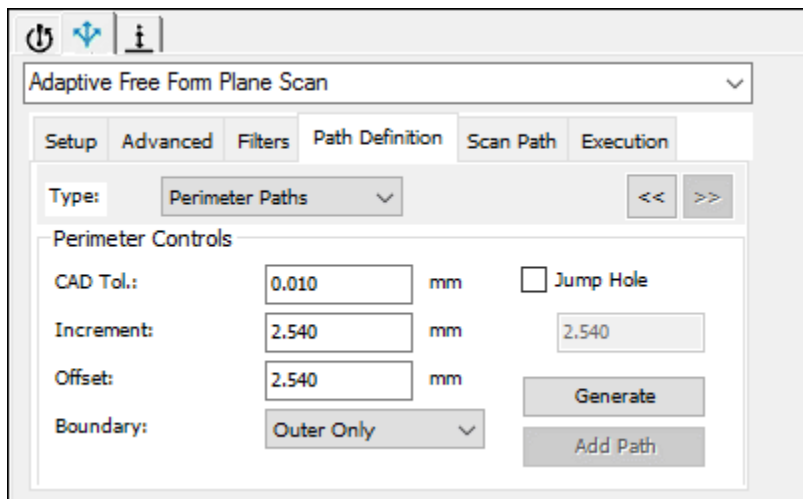 Adaptive Free Form Plane Scan
Setup Advanced Filters Path Definition Scan Path Execution
Type: Perimeter Paths << >>
Perimeter Controls
CAD Tol.: 0.010 mm Jump Hole
Increment: 2.540 mm 2.540
Offset: 2.540 mm
Generate
Boundary: Outer Only
Add Path